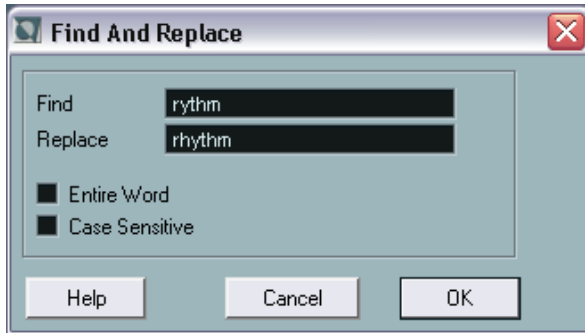 Find And Replace
Find rythm
Replace rhythm
Entire Word
Case Sensitive
Help Cancel OK